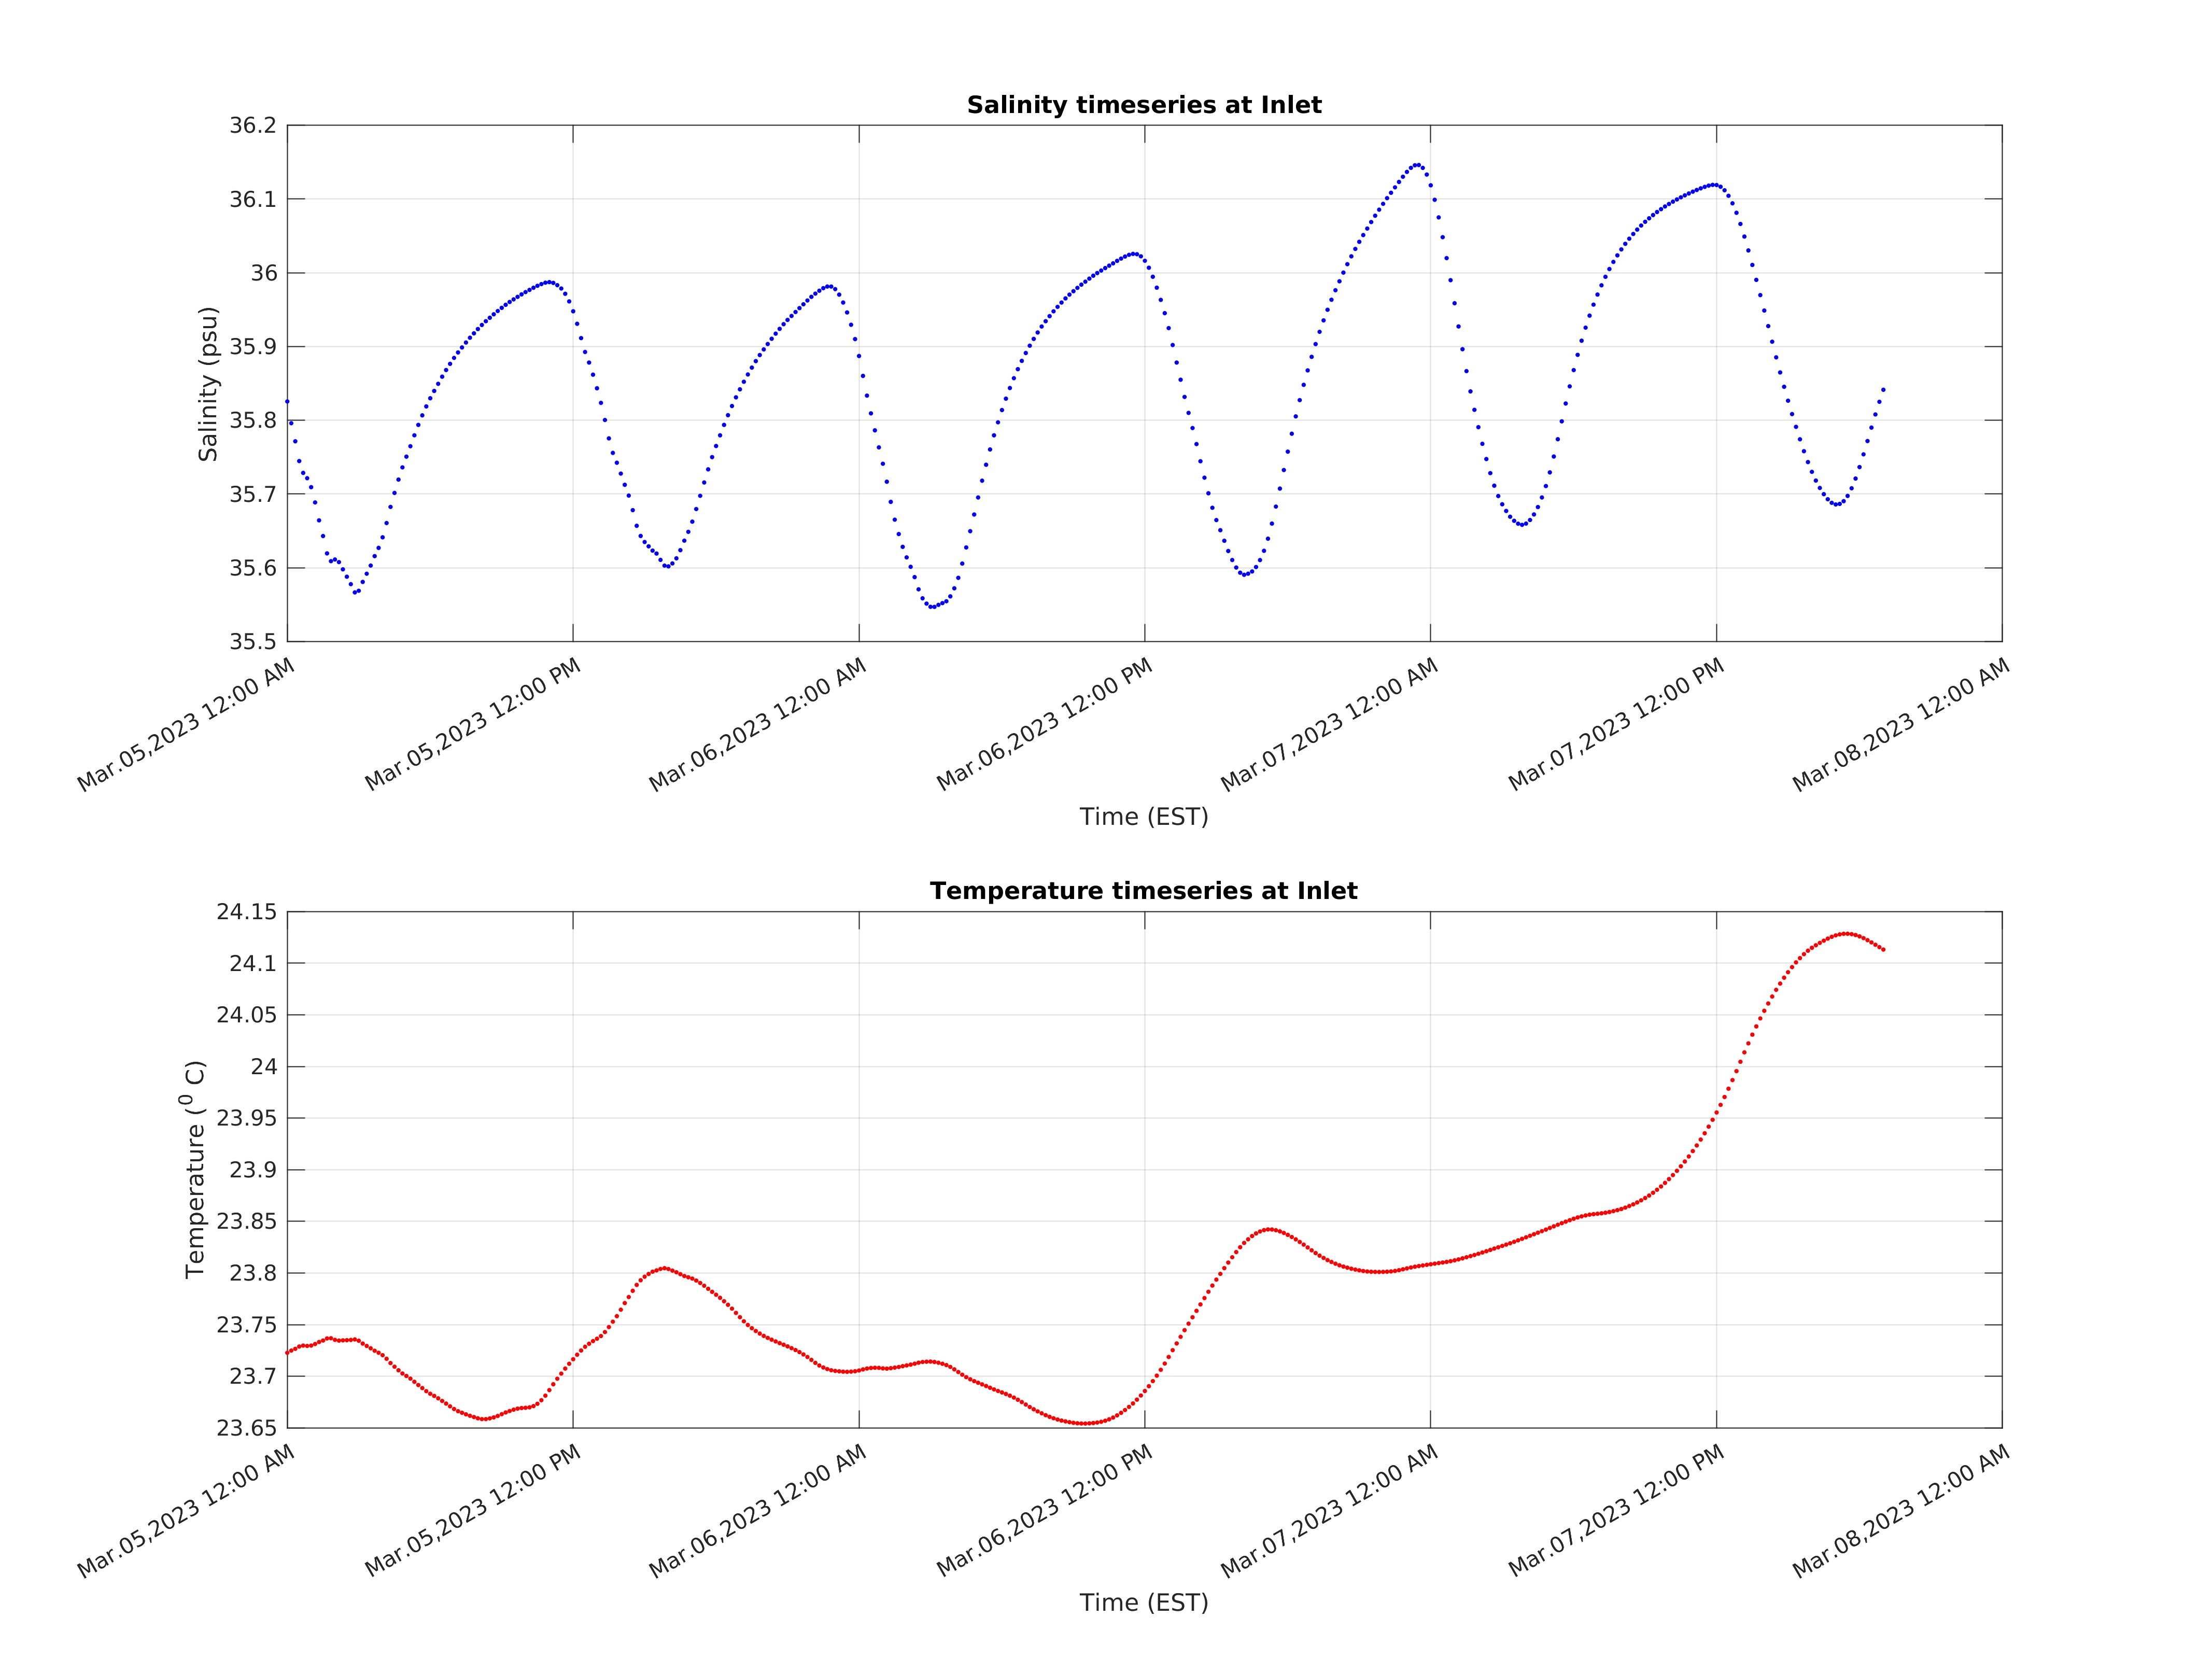 Salinity timeseries at Inlet
36.2
36.1
36
35.9
35.8
35.7
35.6
35.5
Salinity (psu)
Mar.05,2023 12:00 AM
Mar.05,2023 12:00 PM
Mar.06,2023 12:00 AM
Mar.06,2023 12:00 PM
Mar.07,2023 12:00 AM
Mar.07,2023 12:00 PM
Mar.08,2023 12:00 AM
Time (EST)
Temperature timeseries at Inlet
24.15
24.1
24.05
24
23.95
23.9
23.85
23.8
23.75
23.7
23.65
Temperature (⁰ C)
Mar.05,2023 12:00 AM
Mar.05,2023 12:00 PM
Mar.06,2023 12:00 AM
Mar.06,2023 12:00 PM
Mar.07,2023 12:00 AM
Mar.07,2023 12:00 PM
Mar.08,2023 12:00 AM
Time (EST)